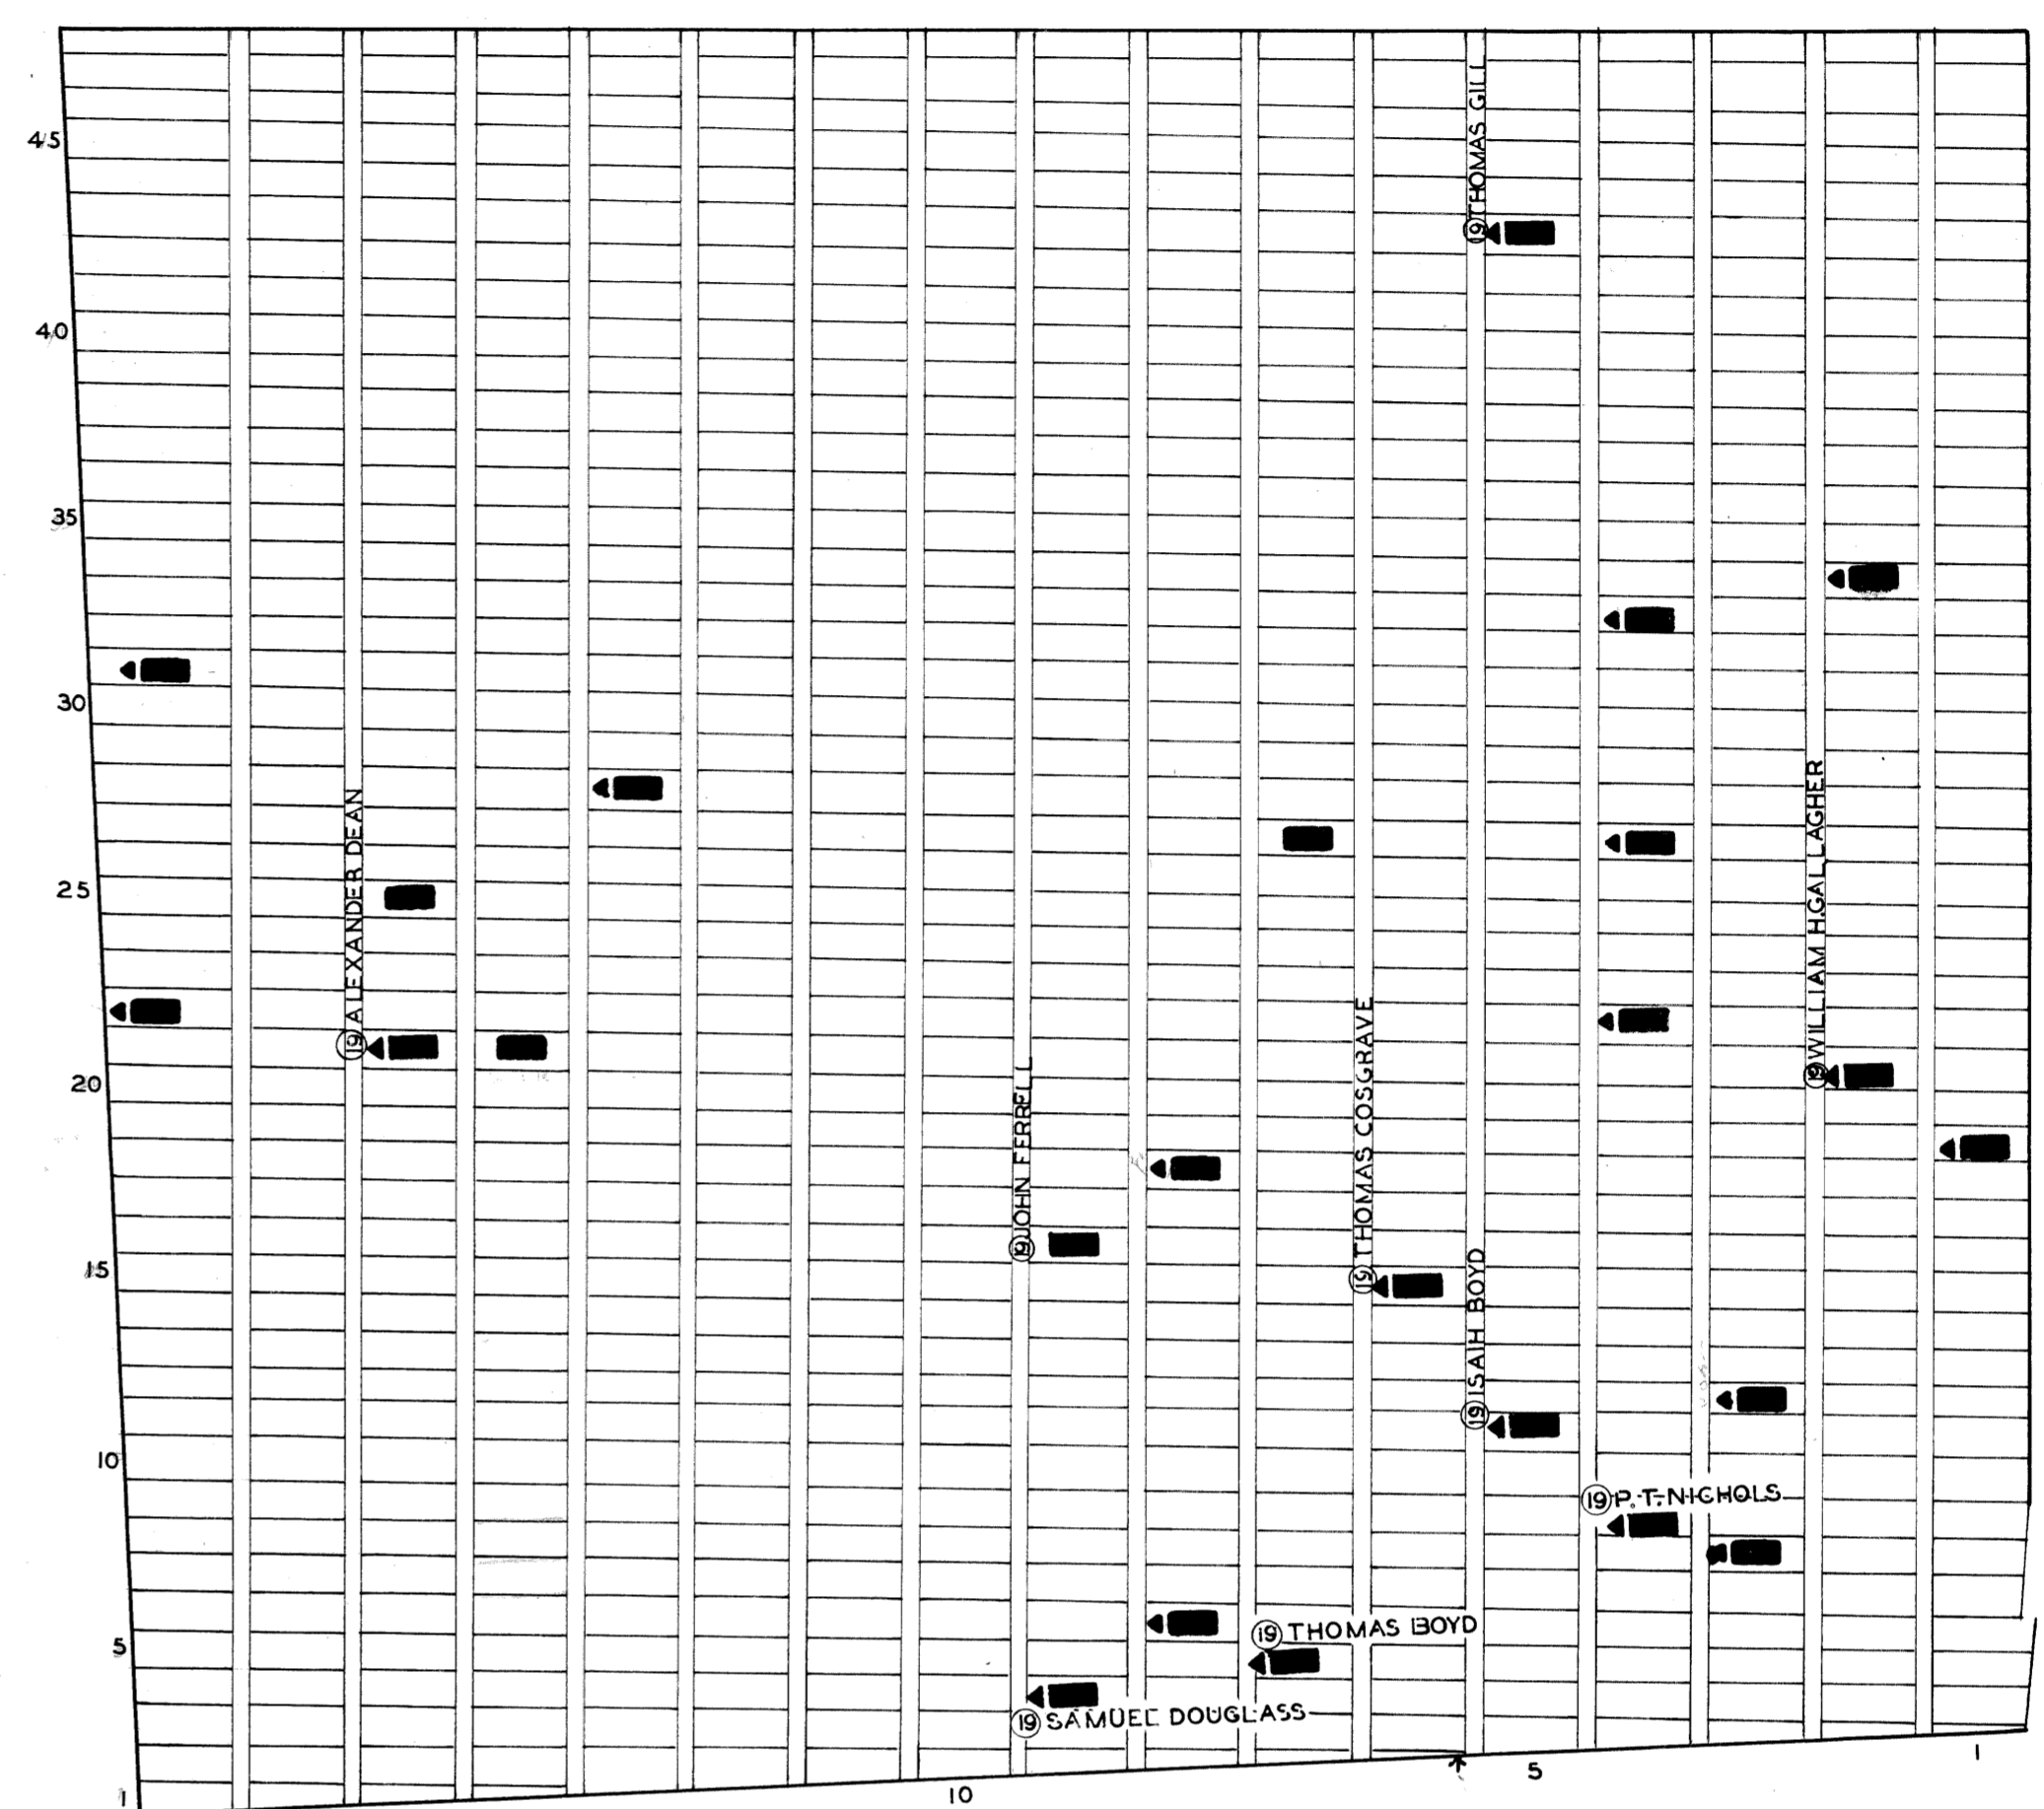 45
40
35
30
25
20
15
10
5
1
19 THOMAS GILL
19 ALEXANDER DEAN
19 WILLIAM H. GALLAGHER
19 JOHN FERRELL
19 THOMAS COSGRAVE
19 ISAIAH BOYD
19 P. T. NICHOLS
19 THOMAS BOYD
19 SAMUEL DOUGLASS
10
5
1